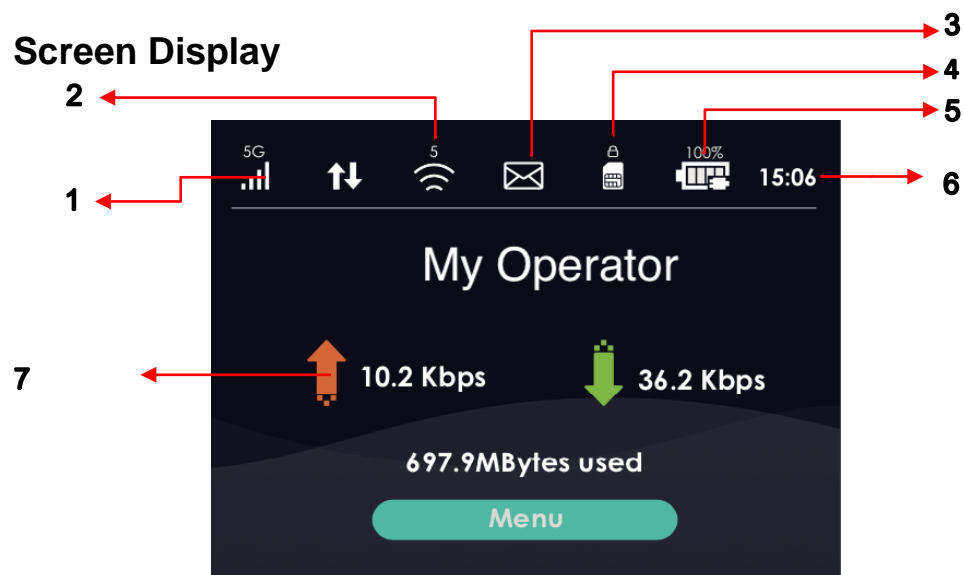 3
Screen Display
4
2
5
5G
5
100%
15:06
6
1
My Operator
7
10.2 Kbps
36.2 Kbps
697.9MBytes used
Menu